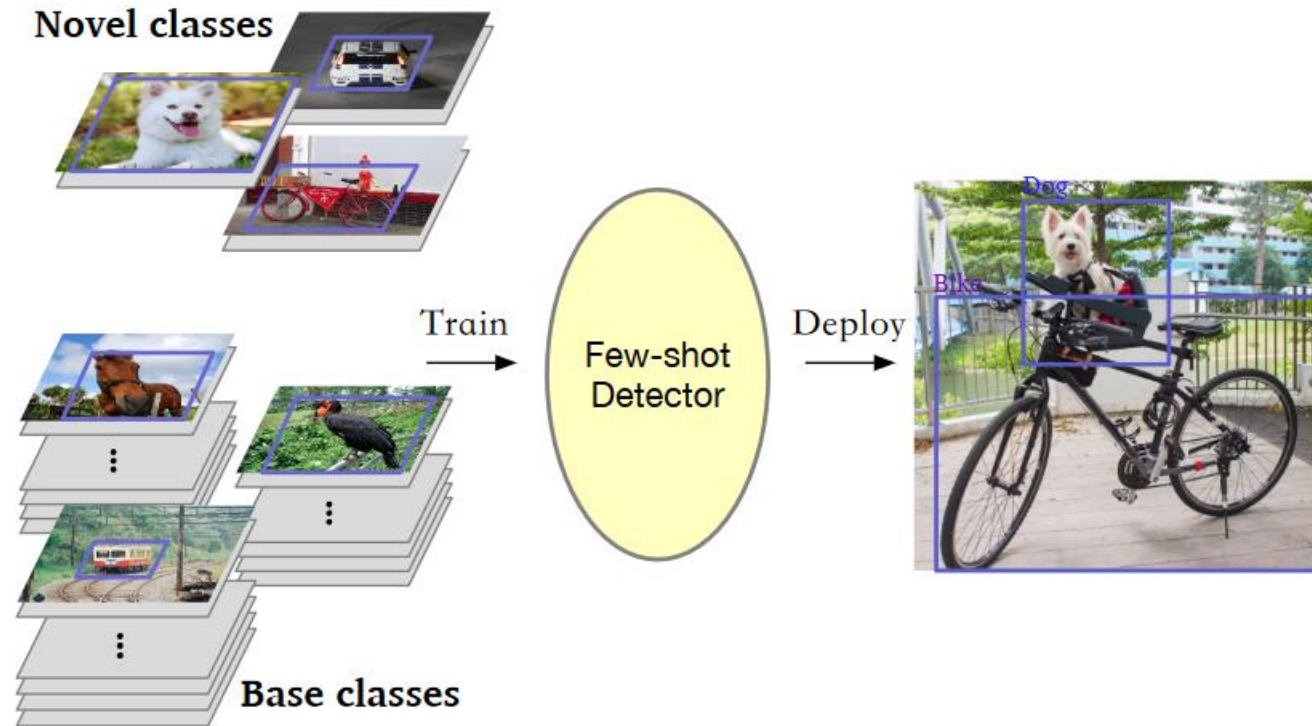 Novel classes
Train
Few-shot
Detector
Deploy
Dog
Bike
Base classes